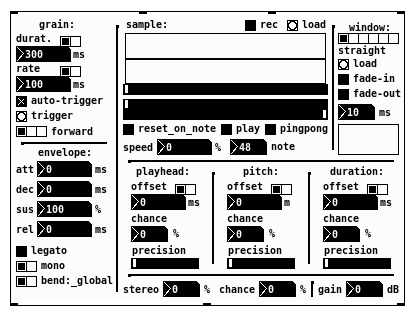 grain:
durat.
300 ms
rate
100 ms
auto-trigger
trigger
forward
envelope:
att 0 ms
dec 0 ms
sus 100 %
rel 0 ms
legato
mono
bend:_global
sample: rec load
reset_on_note play pingpong
speed 0 % 48 note
playhead:
offset
0 ms
chance
0 %
precision
pitch:
offset
0 m
chance
0 %
precision
duration:
offset
0 ms
chance
0 %
precision
stereo 0 % chance 0 % gain 0 dB
window:
straight
load
fade-in
fade-out
10 ms